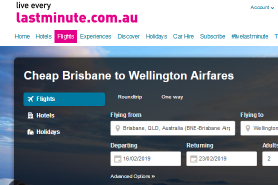 live every
lastminute.com.au
Account
Home Hotels Flights Experiences Discover Holidays Car Hire Subscribe #livelastminute
Cheap Brisbane to Wellington Airfares
Flights
Hotels
Holidays
Roundtrip One way
Flying from Flying to
Brisbane, QLD, Australia (BNE-Brisbane Wellington
Departing Returning Adults
16/02/2019 23/02/2019 2
Advanced Options »